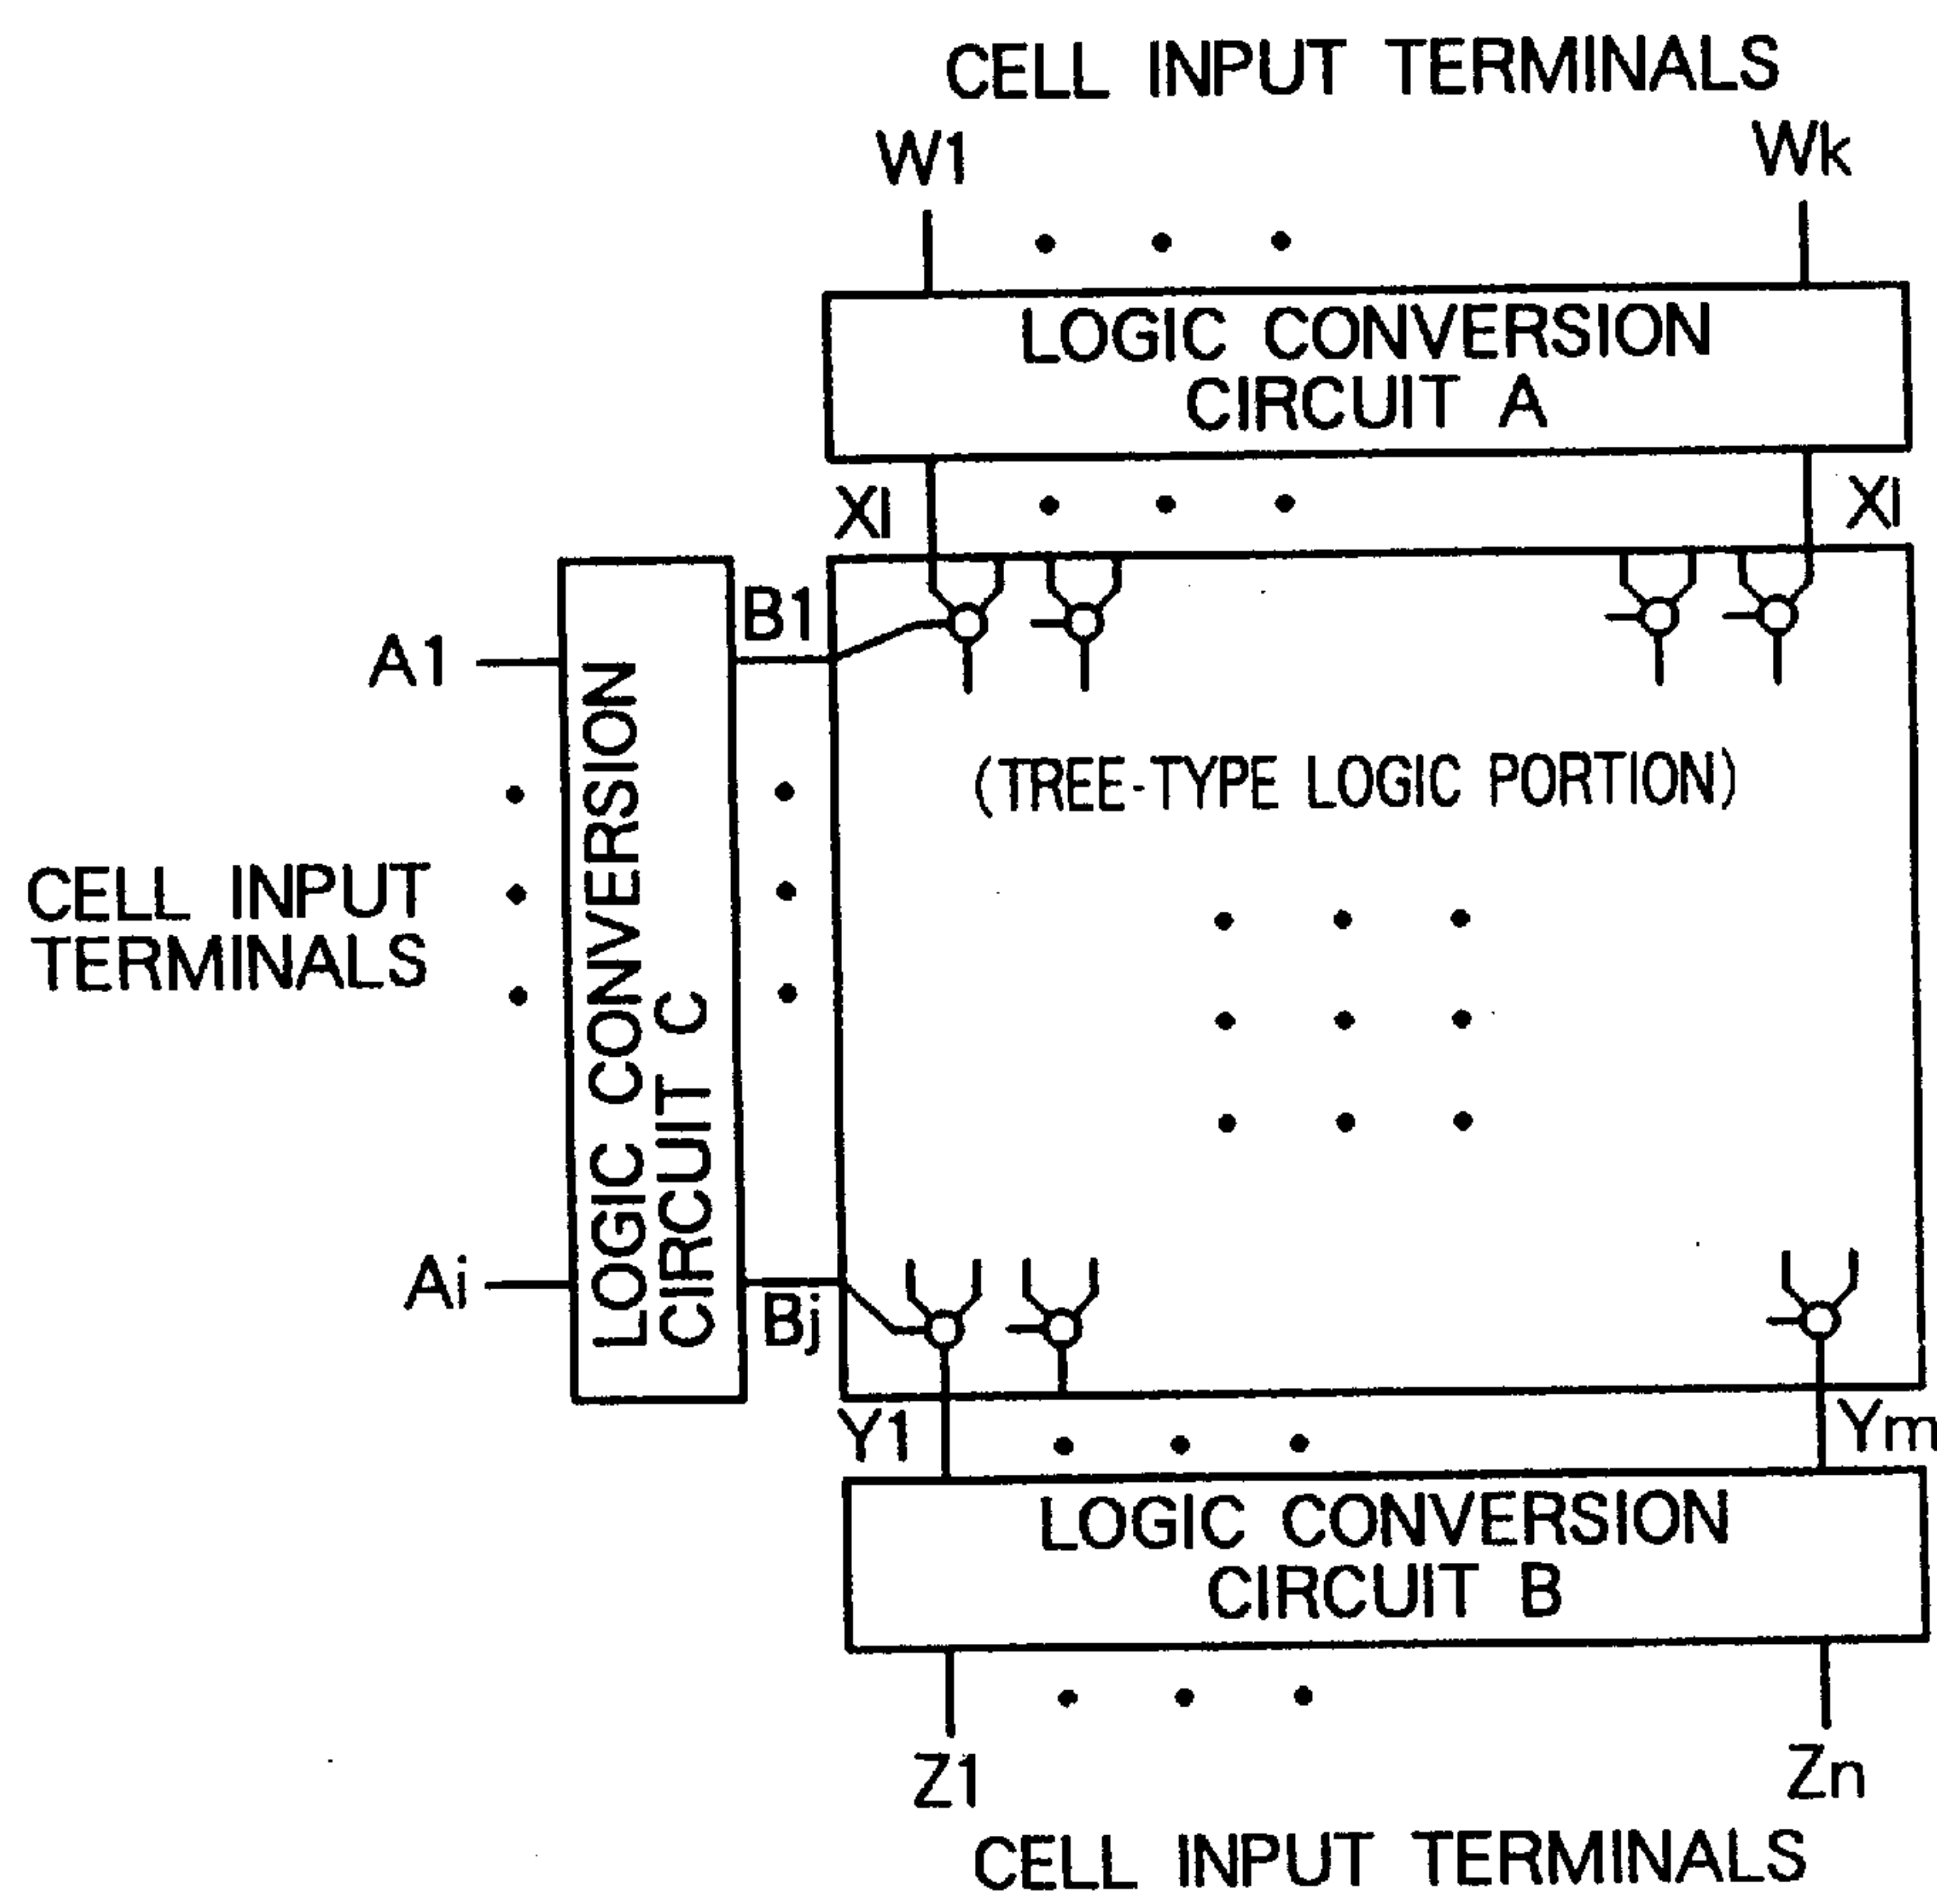 CELL INPUT TERMINALS
W1
Wk
LOGIC CONVERSION
CIRCUIT A
Xl
Xl
B1
A1
(TREE-TYPE LOGIC PORTION)
CELL INPUT
TERMINALS
LOGIC CONVERSION
CIRCUIT C
Ai
Bj
Y1
Ym
LOGIC CONVERSION
CIRCUIT B
Z1
Zn
CELL INPUT TERMINALS